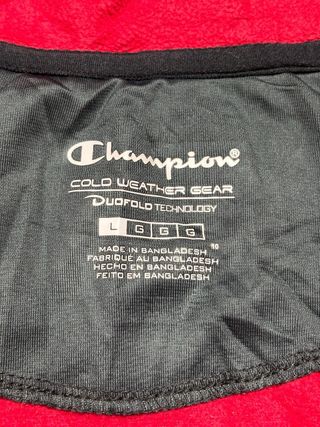 Champion®
COLD WEATHER GEAR
DUOFOLD TECHNOLOGY
L G G G
MADE IN BANGLADESH
FABRIQUÉ AU BANGLADESH
HECHO EN BANGLADESH
FEITO EM BANGLADESH